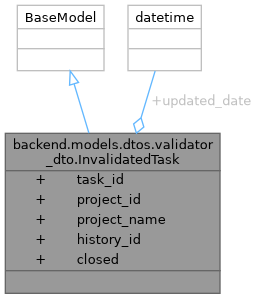 BaseModel
datetime
+updated_date
backend.models.dtos.validator
_dto.InvalidatedTask
+ task_id
+ project_id
+ project_name
+ history_id
+ closed